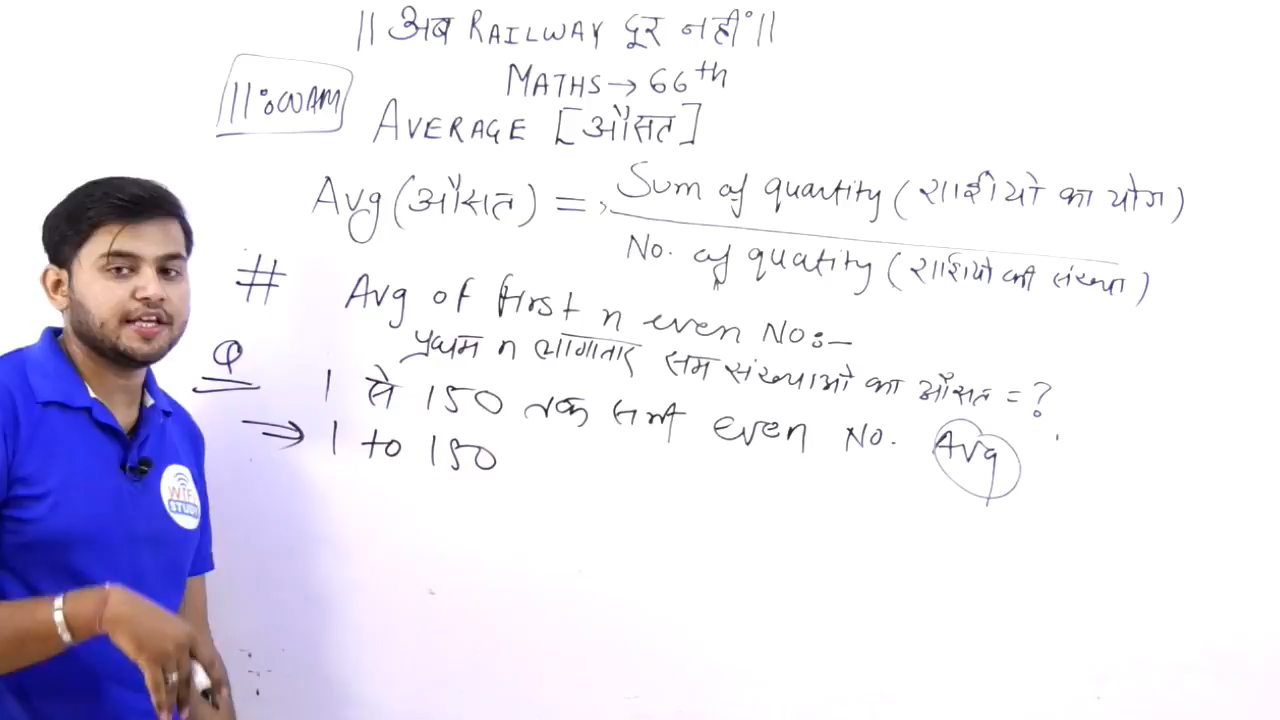 || अब RAILWAY दूर नहीं ||
MATHS → 66th
11:00AM
AVERAGE [औसत]
Avg (औसत) = Sum of quantity (राशीयो का योग)
No. of quatity (राशियो की संख्या)
# Avg of first n even No:-
प्रथम n लगातार सम संख्याओ का औसत = ?
Q 1 से 150 तक सभी even No. Avg.
→ 1 to 150
WIFI
STUDY